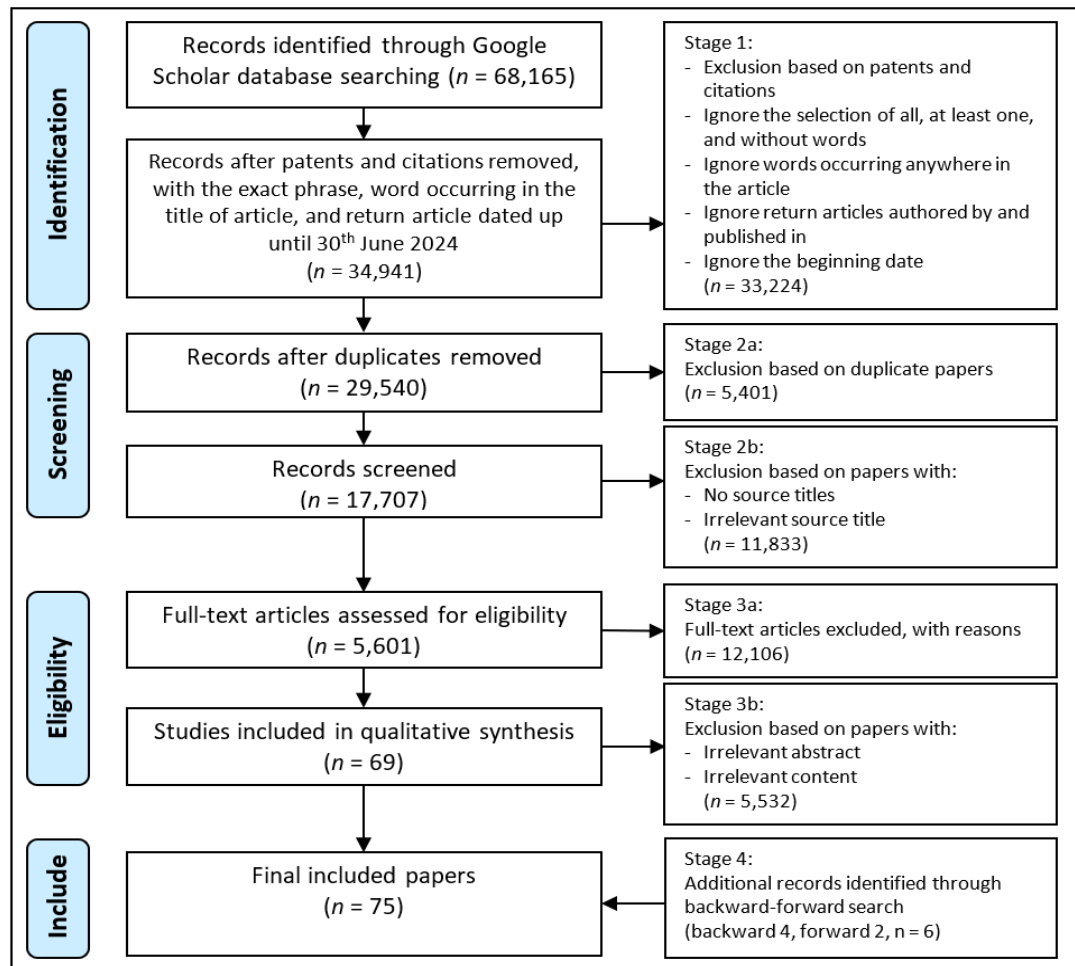 Identification
Records identified through Google
Scholar database searching (n = 68,165)
Records after patents and citations removed,
with the exact phrase, word occurring in the
title of article, and return article dated up
until 30th June 2024
(n = 34,941)
Stage 1:
- Exclusion based on patents and
citations
- Ignore the selection of all, at least one,
and without words
- Ignore words occurring anywhere in
the article
- Ignore return articles authored by and
published in
- Ignore the beginning date
(n = 33,224)
Screening
Records after duplicates removed
(n = 29,540)
Stage 2a:
Exclusion based on duplicate papers
(n = 5,401)
Records screened
(n = 17,707)
Stage 2b:
Exclusion based on papers with:
- No source titles
- Irrelevant source title
(n = 11,833)
Eligibility
Full-text articles assessed for eligibility
(n = 5,601)
Stage 3a:
Full-text articles excluded, with reasons
(n = 12,106)
Studies included in qualitative synthesis
(n = 69)
Stage 3b:
Exclusion based on papers with:
- Irrelevant abstract
- Irrelevant content
(n = 5,532)
Include
Final included papers
(n = 75)
Stage 4:
Additional records identified through
backward-forward search
(backward 4, forward 2, n = 6)